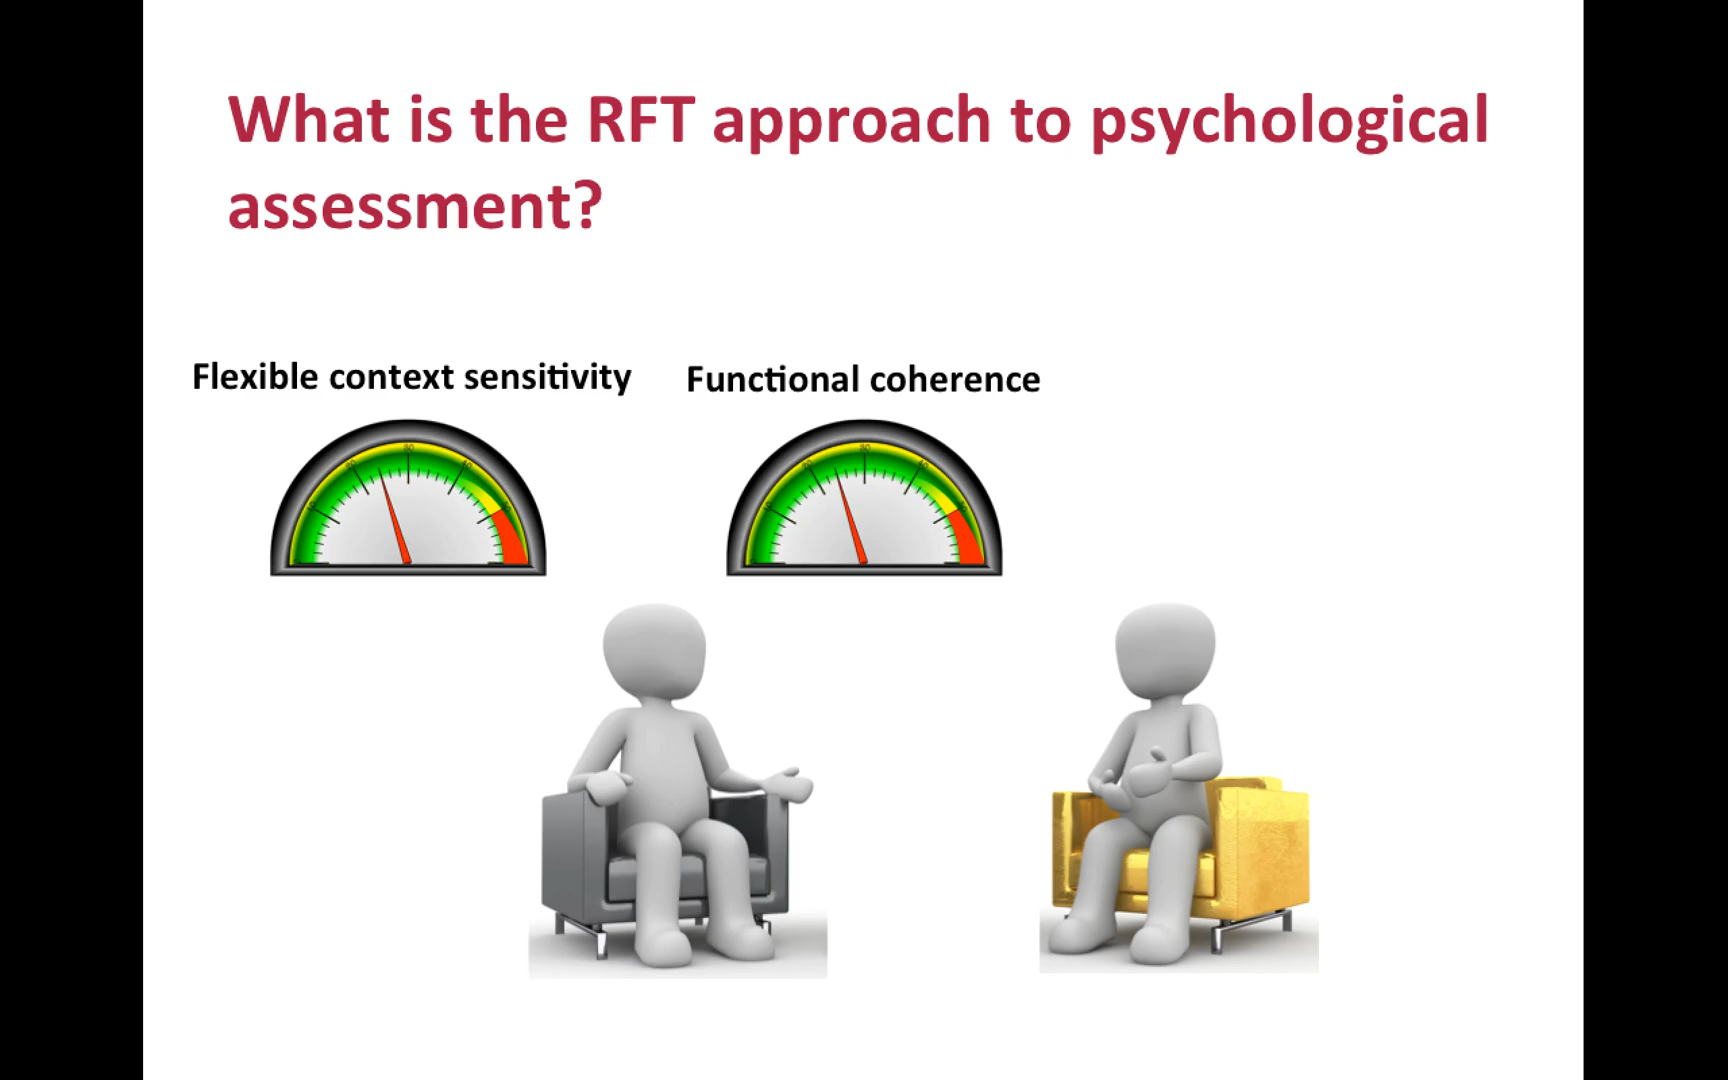 What is the RFT approach to psychological
assessment?
Flexible context sensitivity
Functional coherence